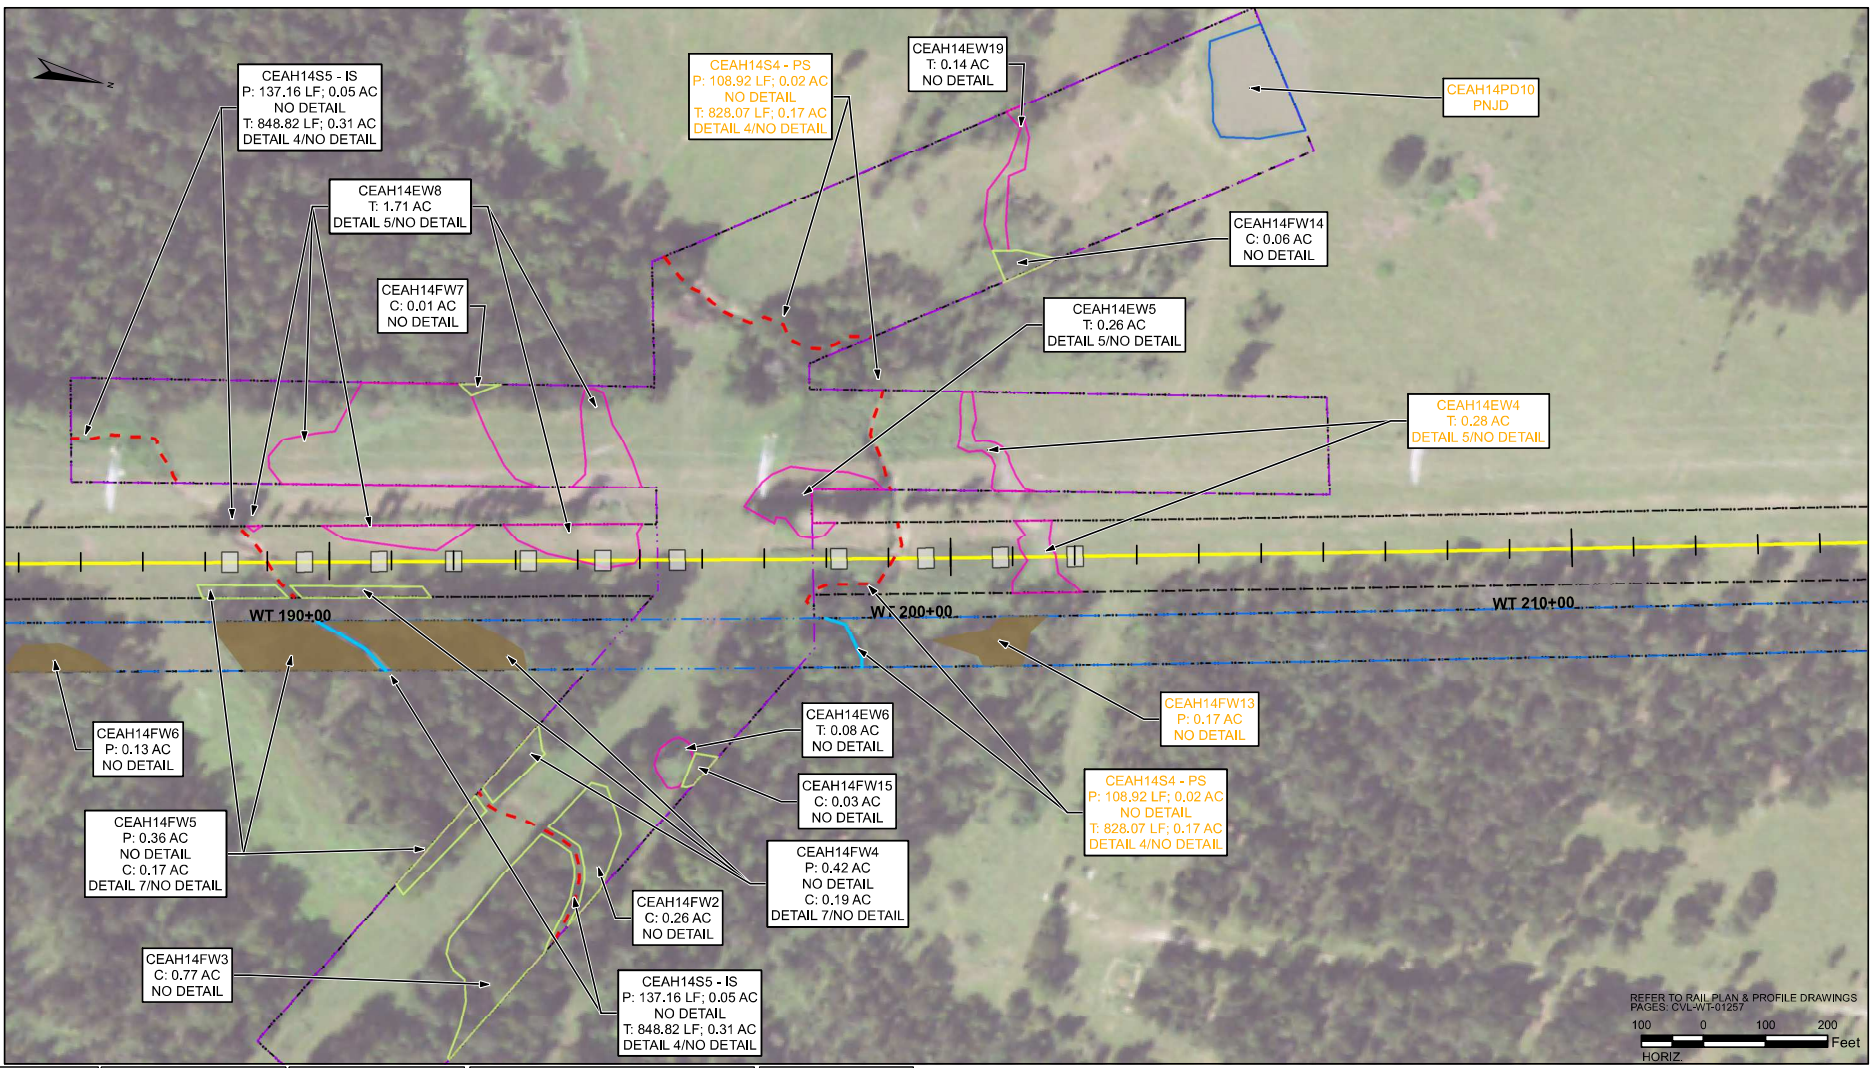 CEAH14S5 - IS
P: 137.16 LF; 0.05 AC
NO DETAIL
T: 848.82 LF; 0.31 AC
DETAIL 4/NO DETAIL
CEAH14S4 - PS
P: 108.92 LF; 0.02 AC
NO DETAIL
T: 828.07 LF; 0.17 AC
DETAIL 4/NO DETAIL
CEAH14EW19
T: 0.14 AC
NO DETAIL
CEAH14PD10
PNJD
CEAH14EW8
T: 1.71 AC
DETAIL 5/NO DETAIL
CEAH14FW14
C: 0.06 AC
NO DETAIL
CEAH14FW7
C: 0.01 AC
NO DETAIL
CEAH14EW5
T: 0.26 AC
DETAIL 5/NO DETAIL
CEAH14EW4
T: 0.28 AC
DETAIL 5/NO DETAIL
WT 190+00
WT 200+00
WT 210+00
CEAH14FW6
P: 0.13 AC
NO DETAIL
CEAH14EW6
T: 0.08 AC
NO DETAIL
CEAH14FW13
P: 0.17 AC
NO DETAIL
CEAH14FW15
C: 0.03 AC
NO DETAIL
CEAH14S4 - PS
P: 108.92 LF; 0.02 AC
NO DETAIL
T: 828.07 LF; 0.17 AC
DETAIL 4/NO DETAIL
CEAH14FW5
P: 0.36 AC
NO DETAIL
C: 0.17 AC
DETAIL 7/NO DETAIL
CEAH14FW4
P: 0.42 AC
NO DETAIL
C: 0.19 AC
DETAIL 7/NO DETAIL
CEAH14FW2
C: 0.26 AC
NO DETAIL
CEAH14FW3
C: 0.77 AC
NO DETAIL
CEAH14S5 - IS
P: 137.16 LF; 0.05 AC
NO DETAIL
T: 848.82 LF; 0.31 AC
DETAIL 4/NO DETAIL
REFER TO RAIL PLAN & PROFILE DRAWINGS
PAGES: CVL-WT-01257
100 0 100 200
Feet
HORIZ.